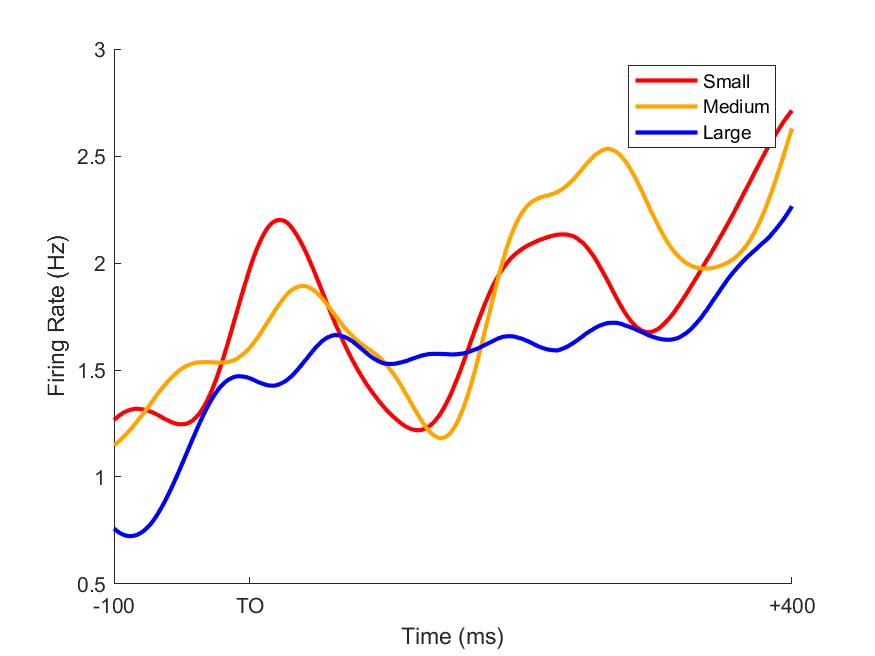 3
2.5
2
1.5
1
0.5
Firing Rate (Hz)
Small
Medium
Large
-100
TO
+400
Time (ms)